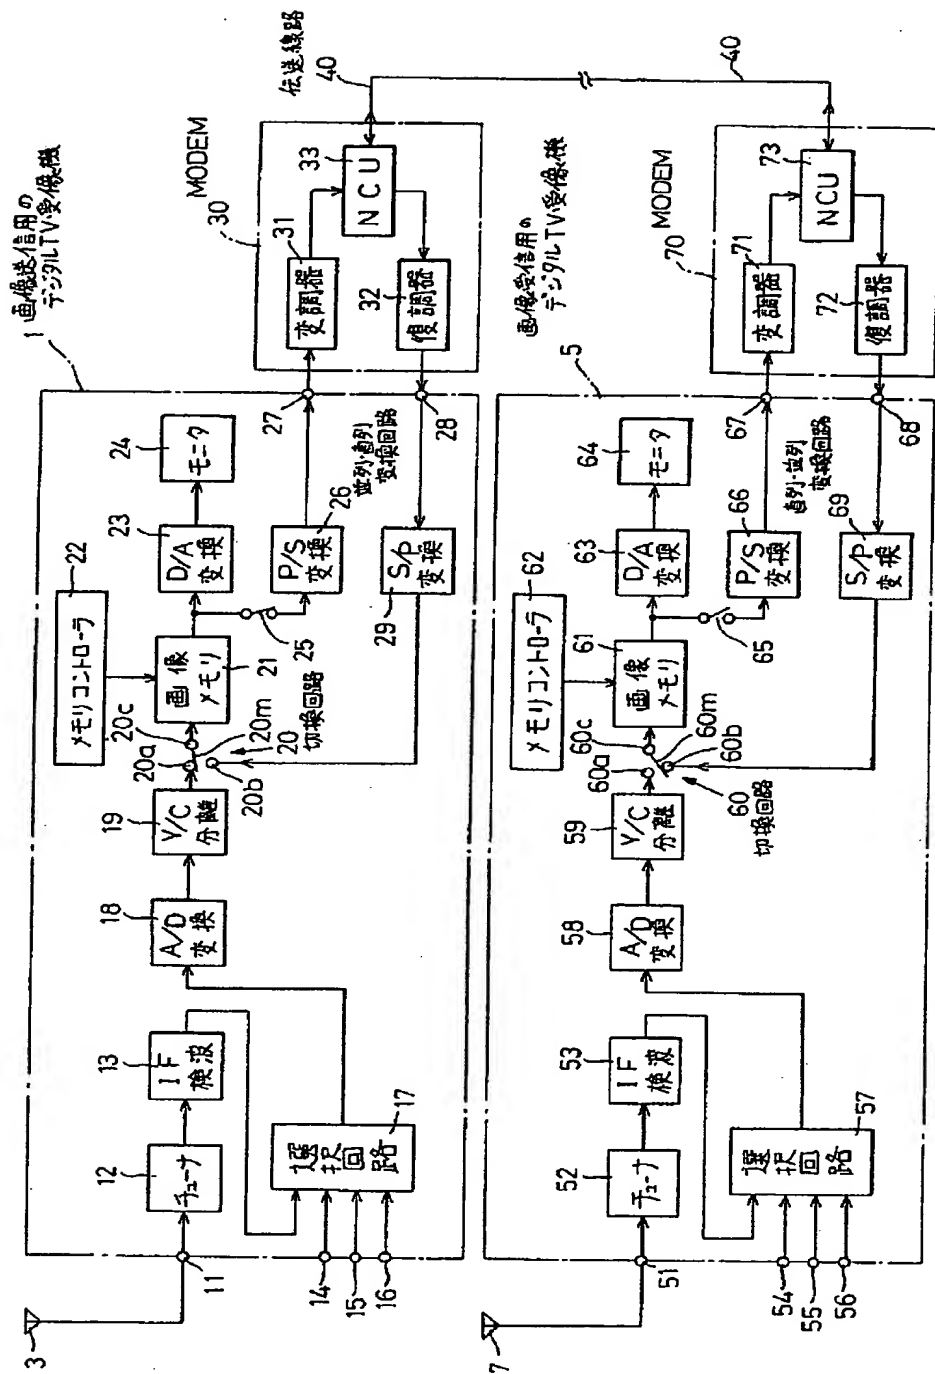 1 画像送信用の
デジタルTV受像機
3
11
12
チューナ
13
IF
検波
14
15
16
17
選択回路
18
A/D
変換
19
Y/C
分離
20a
20c
20m
20
切換回路
20b
21
画像
メモリ
22
メモリコントローラ
23
D/A
変換
24
モニタ
25
26
P/S
変換
並列・直列
変換回路
27
28
29
S/P
変換
MODEM
30
31
変調器
32
復調器
33
NCU
伝送線路
40
40
画像受信用の
デジタルTV受像機
5
7
51
52
チューナ
53
IF
検波
54
55
56
57
選択回路
58
A/D
変換
59
Y/C
分離
60a
60c
60m
60b
60
切換回路
61
画像
メモリ
62
メモリコントローラ
63
D/A
変換
64
モニタ
65
66
P/S
変換
直列・並列
変換回路
67
68
69
S/P
変換
MODEM
70
71
変調器
72
復調器
73
NCU